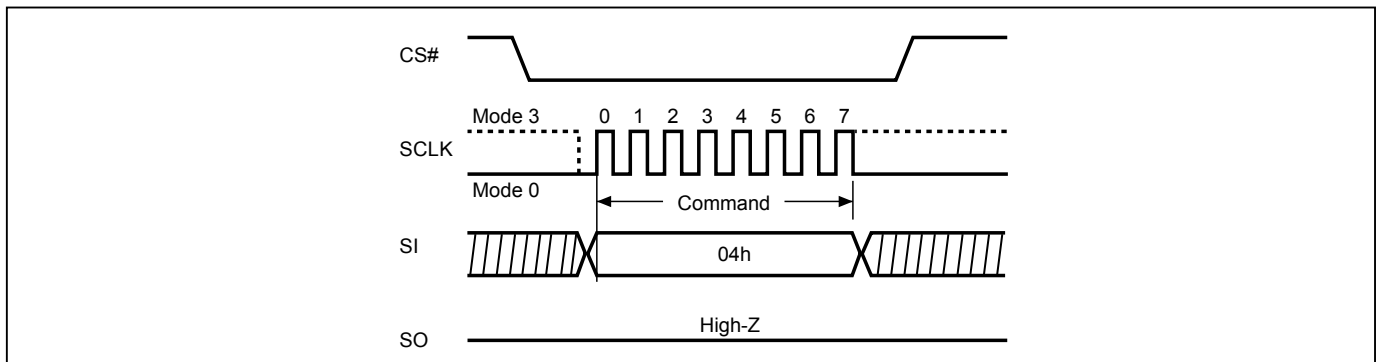 CS#
Mode 3
0 1 2 3 4 5 6 7
SCLK
Mode 0
Command
SI
04h
High-Z
SO